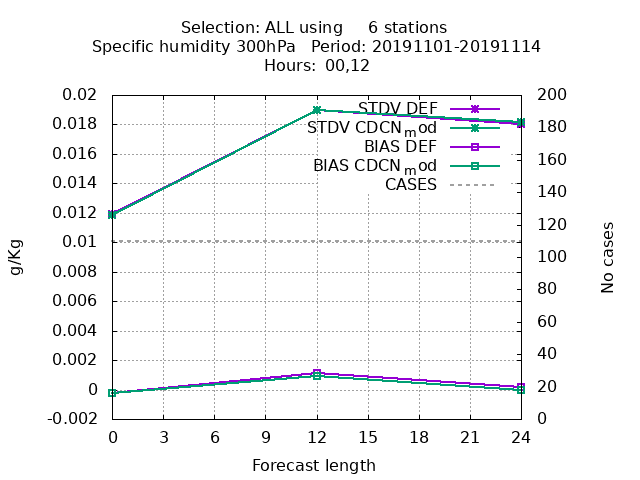 Selection: ALL using 6 stations
Specific humidity 300hPa Period: 20191101-20191114
Hours: 00,12
g/Kg
0.02
0.018
0.016
0.014
0.012
0.01
0.008
0.006
0.004
0.002
0
-0.002
STDV DEF
STDV CDCNmod
BIAS DEF
BIAS CDCNmod
CASES
200
180
160
140
120
100
80
60
40
20
0
No cases
0 3 6 9 12 15 18 21 24
Forecast length